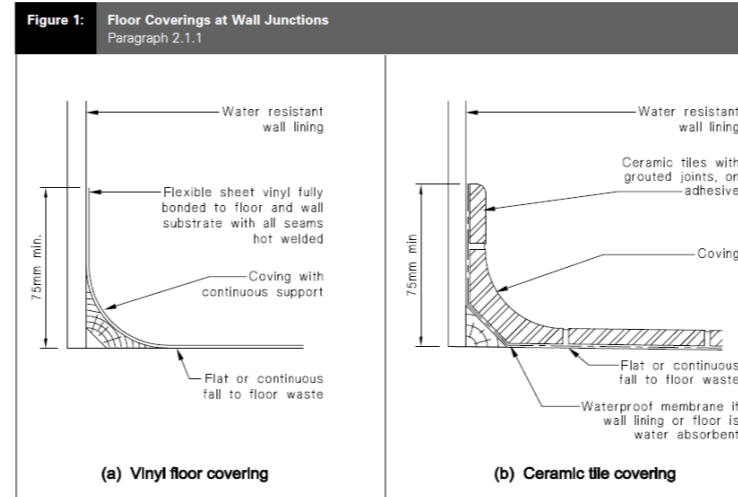 Figure 1: Floor Coverings at Wall Junctions
Paragraph 2.1.1
Water resistant
wall lining
Flexible sheet vinyl fully
bonded to floor and wall
substrate with all seams
hot welded
75mm min.
Coving with
continuous support
Flat or continuous
fall to floor waste
(a) Vinyl floor covering
Water resistant
wall lining
Ceramic tiles with
grouted joints, on
adhesive
75mm min
Coving
Flat or continuous
fall to floor waste
Waterproof membrane if
wall lining or floor is
water absorbent
(b) Ceramic tile covering